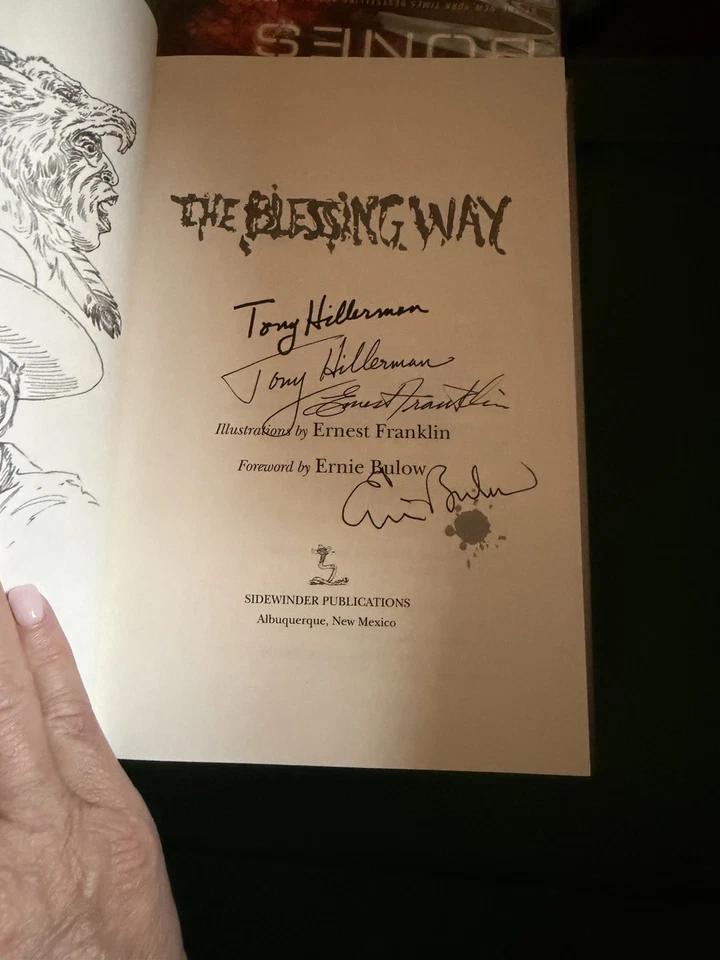 BONES
THE BLESSING WAY
Tony Hillerman
Tony Hillerman
Ernest Franklin
Illustrations by Ernest Franklin
Foreword by Ernie Bulow
Ernie Bulow
SIDEWINDER PUBLICATIONS
Albuquerque, New Mexico